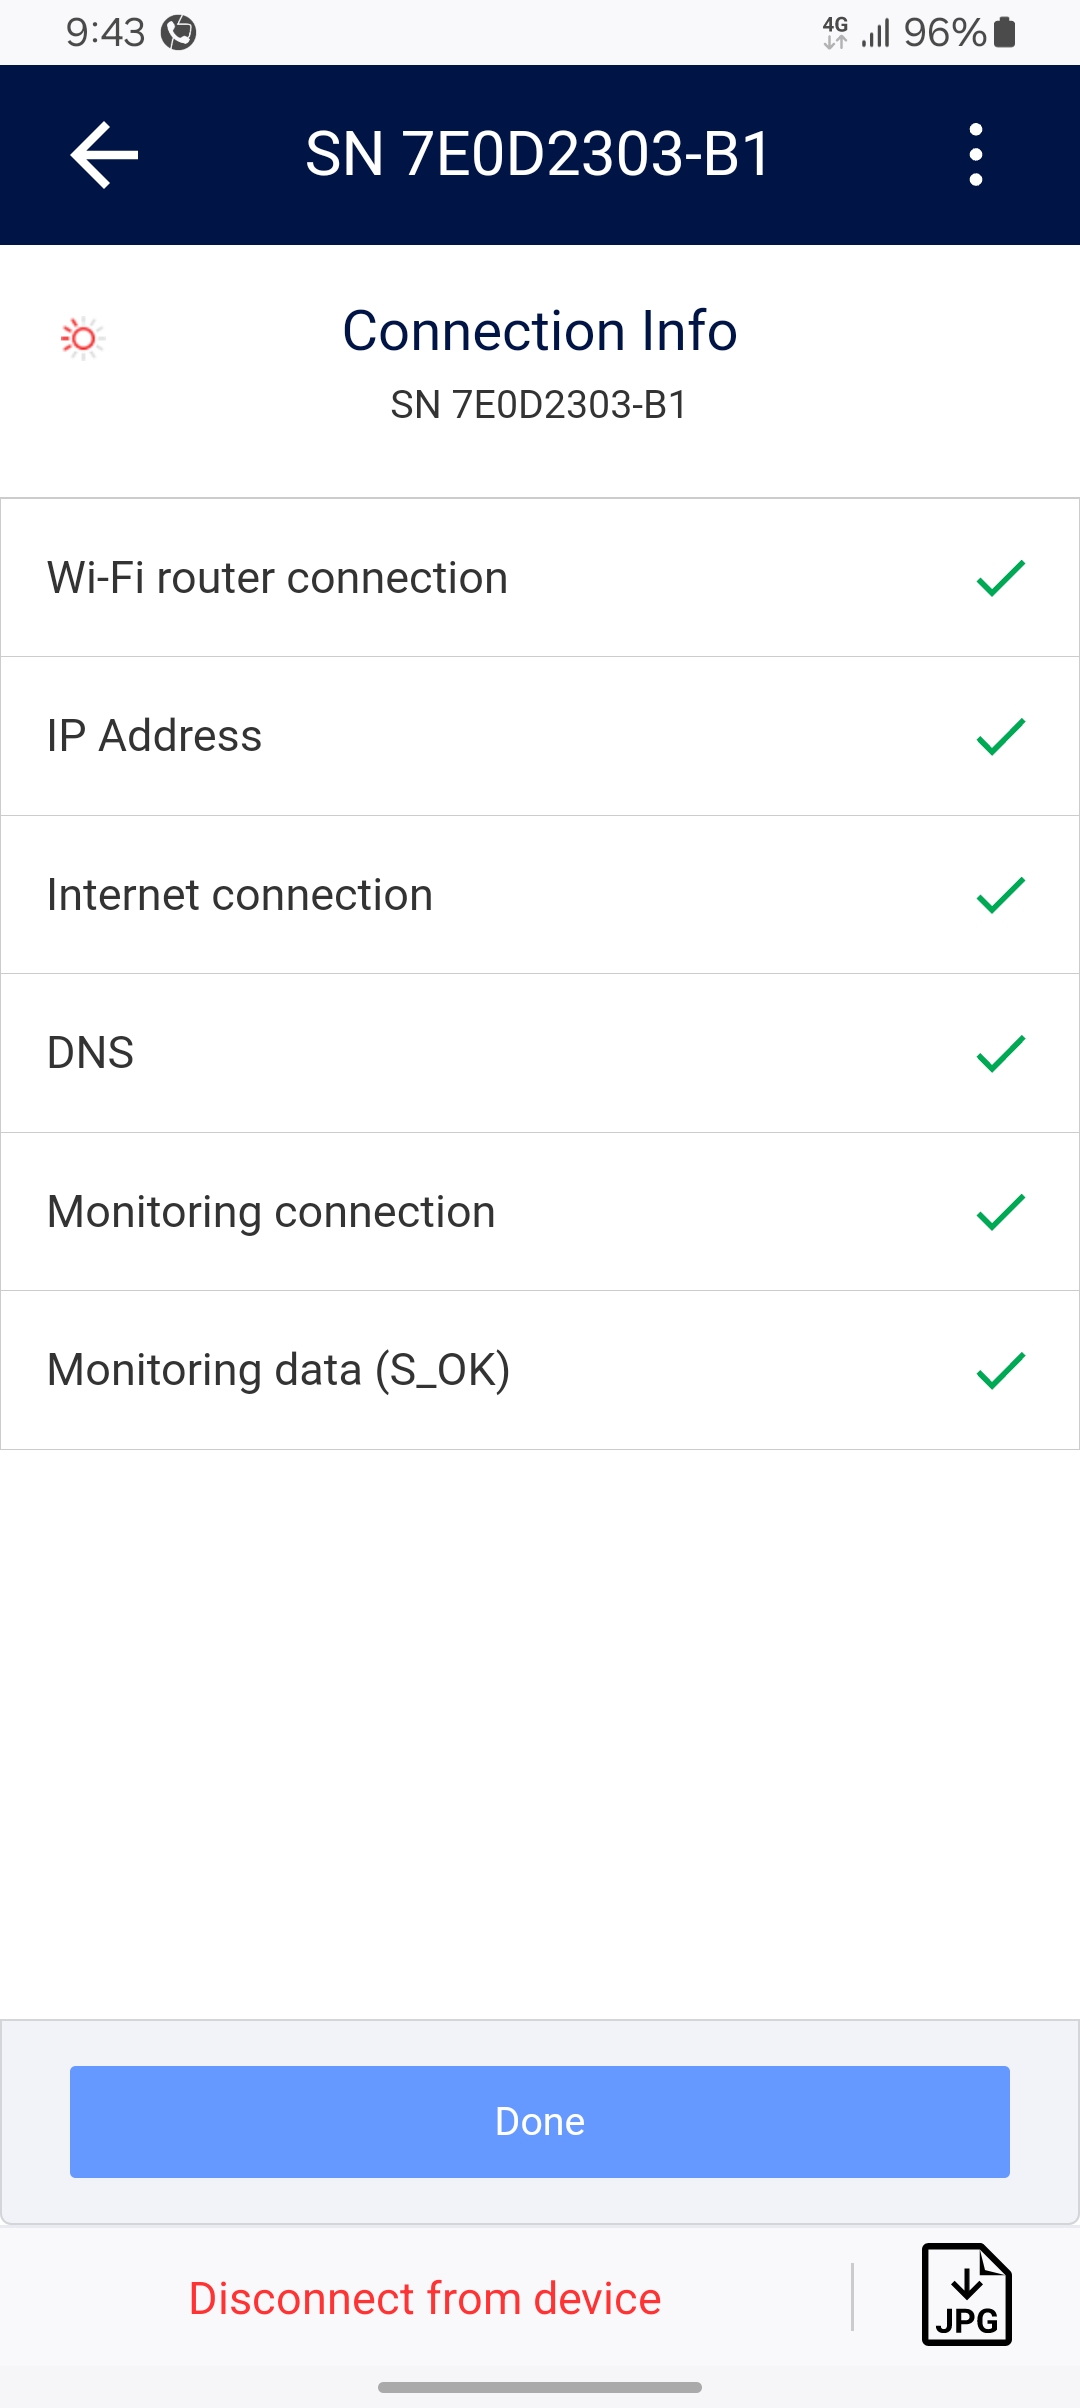 9:43
4G
96%
SN 7E0D2303-B1
Connection Info
SN 7E0D2303-B1
Wi-Fi router connection
IP Address
Internet connection
DNS
Monitoring connection
Monitoring data (S_OK)
Done
Disconnect from device
JPG